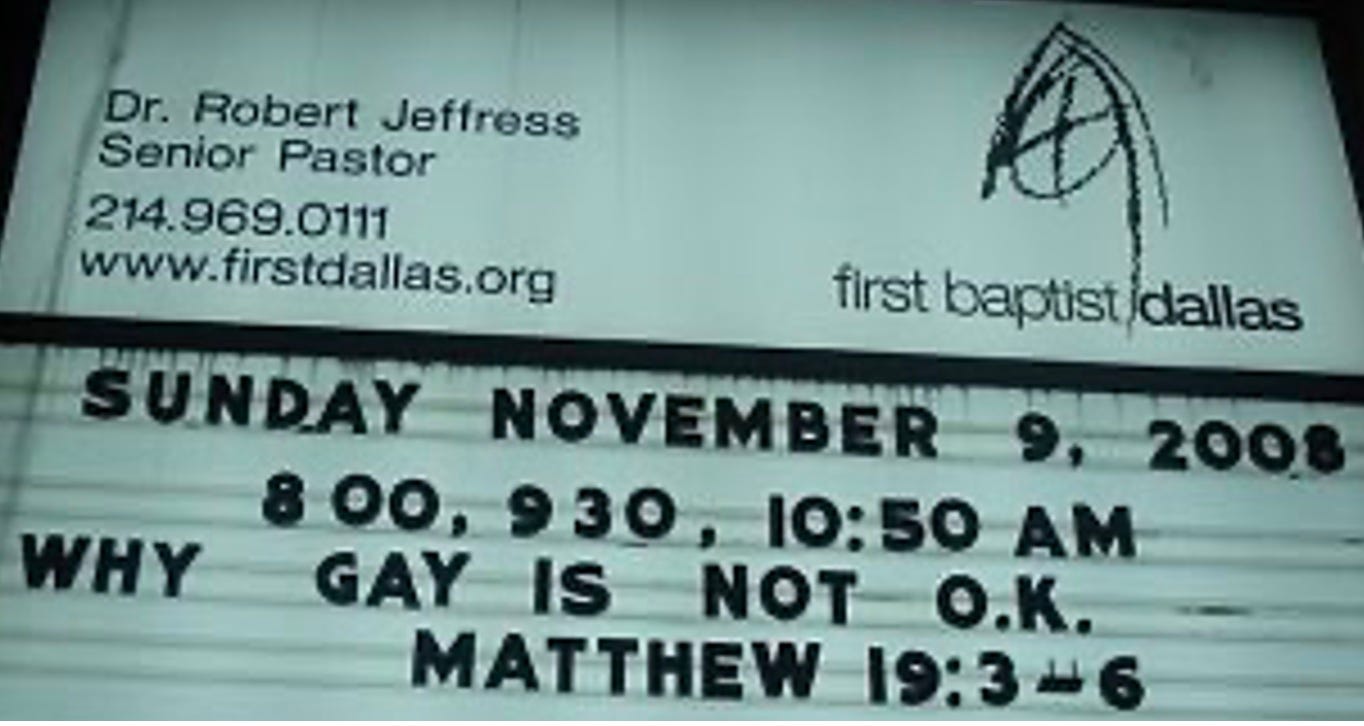 Dr. Robert Jeffress
Senior Pastor
214.969.0111
www.firstdallas.org
first baptist dallas
SUNDAY NOVEMBER 9, 2008
8 00, 9 30, 10:50 AM
WHY GAY IS NOT O.K.
MATTHEW 19:3-6